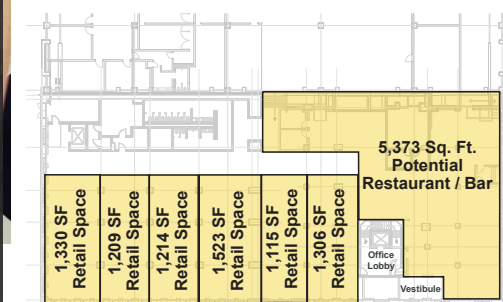 5,373 Sq. Ft.
Potential
Restaurant / Bar
1,330 SF
Retail Space
1,209 SF
Retail Space
1,214 SF
Retail Space
1,523 SF
Retail Space
1,115 SF
Retail Space
1,306 SF
Retail Space
Office
Lobby
Vestibule